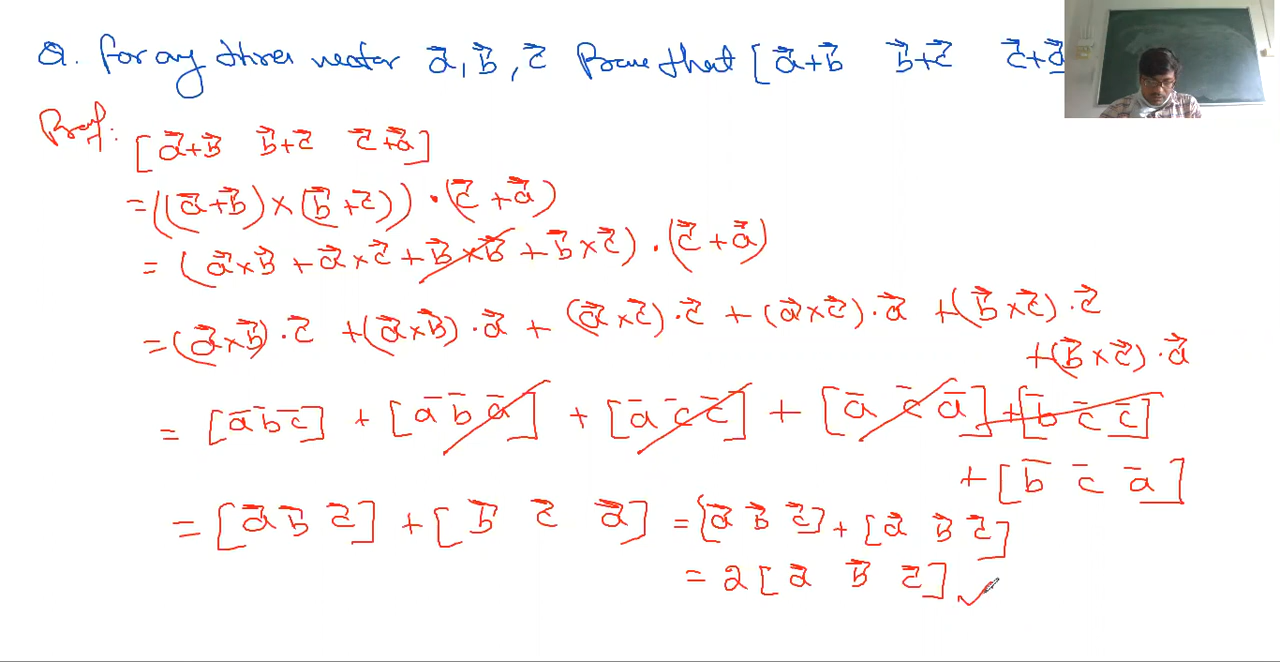 Q. For any three vector a⃗, b⃗, c⃗ Prove that [a⃗+b⃗ b⃗+c⃗ c⃗+a⃗
Proof: [a⃗+b⃗ b⃗+c⃗ c⃗+a⃗]
=((a⃗+b⃗)×(b⃗+c⃗))·(c⃗+a⃗)
= (a⃗×b⃗+a⃗×c⃗+b⃗×b⃗+b⃗×c⃗)·(c⃗+a⃗)
=(a⃗×b⃗)·c⃗ +(a⃗×b⃗)·a⃗ + (a⃗×c⃗)·c⃗ + (a⃗×c⃗)·a⃗ +(b⃗×c⃗)·c⃗
+(b⃗×c⃗)·a⃗
= [a̅ b̅ c̅] + [a̅ b̅ a̅] + [a̅ c̅ c̅] + [a̅ c̅ a̅] + [b̅ c̅ c̅]
+ [b̅ c̅ a̅]
= [a⃗ b⃗ c⃗] + [b⃗ c⃗ a⃗] = [a⃗ b⃗ c⃗] + [a⃗ b⃗ c⃗]
= 2 [a⃗ b⃗ c⃗] ✓